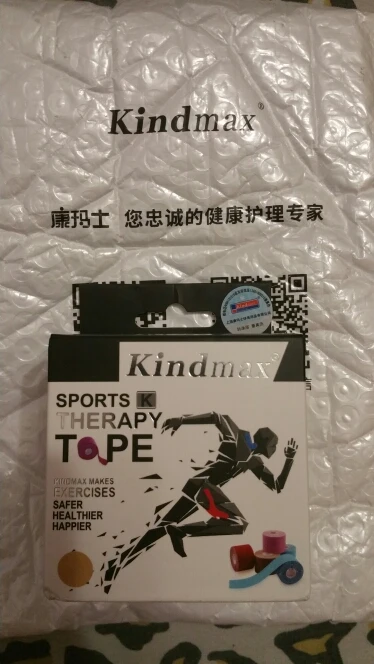 Kindmax®
康玛士 您忠诚的健康护理专家
Kindmax®
SPORTS K
THERAPY
TAPE
KINDMAX MAKES
EXERCISES
SAFER
HEALTHIER
HAPPIER